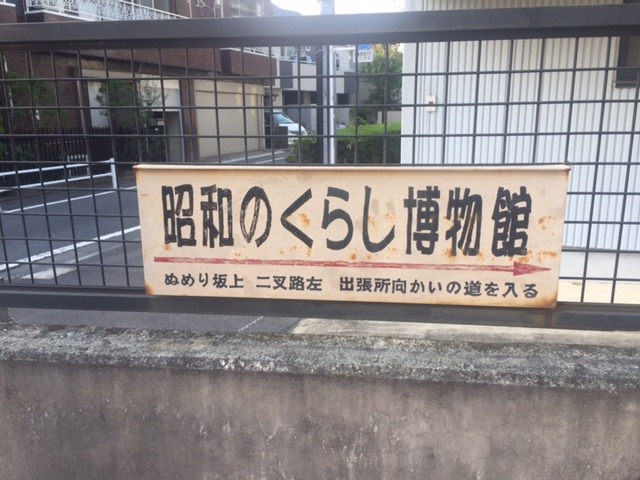 昭和のくらし博物館
ぬめり坂上 二叉路左 出張所向かいの道を入る